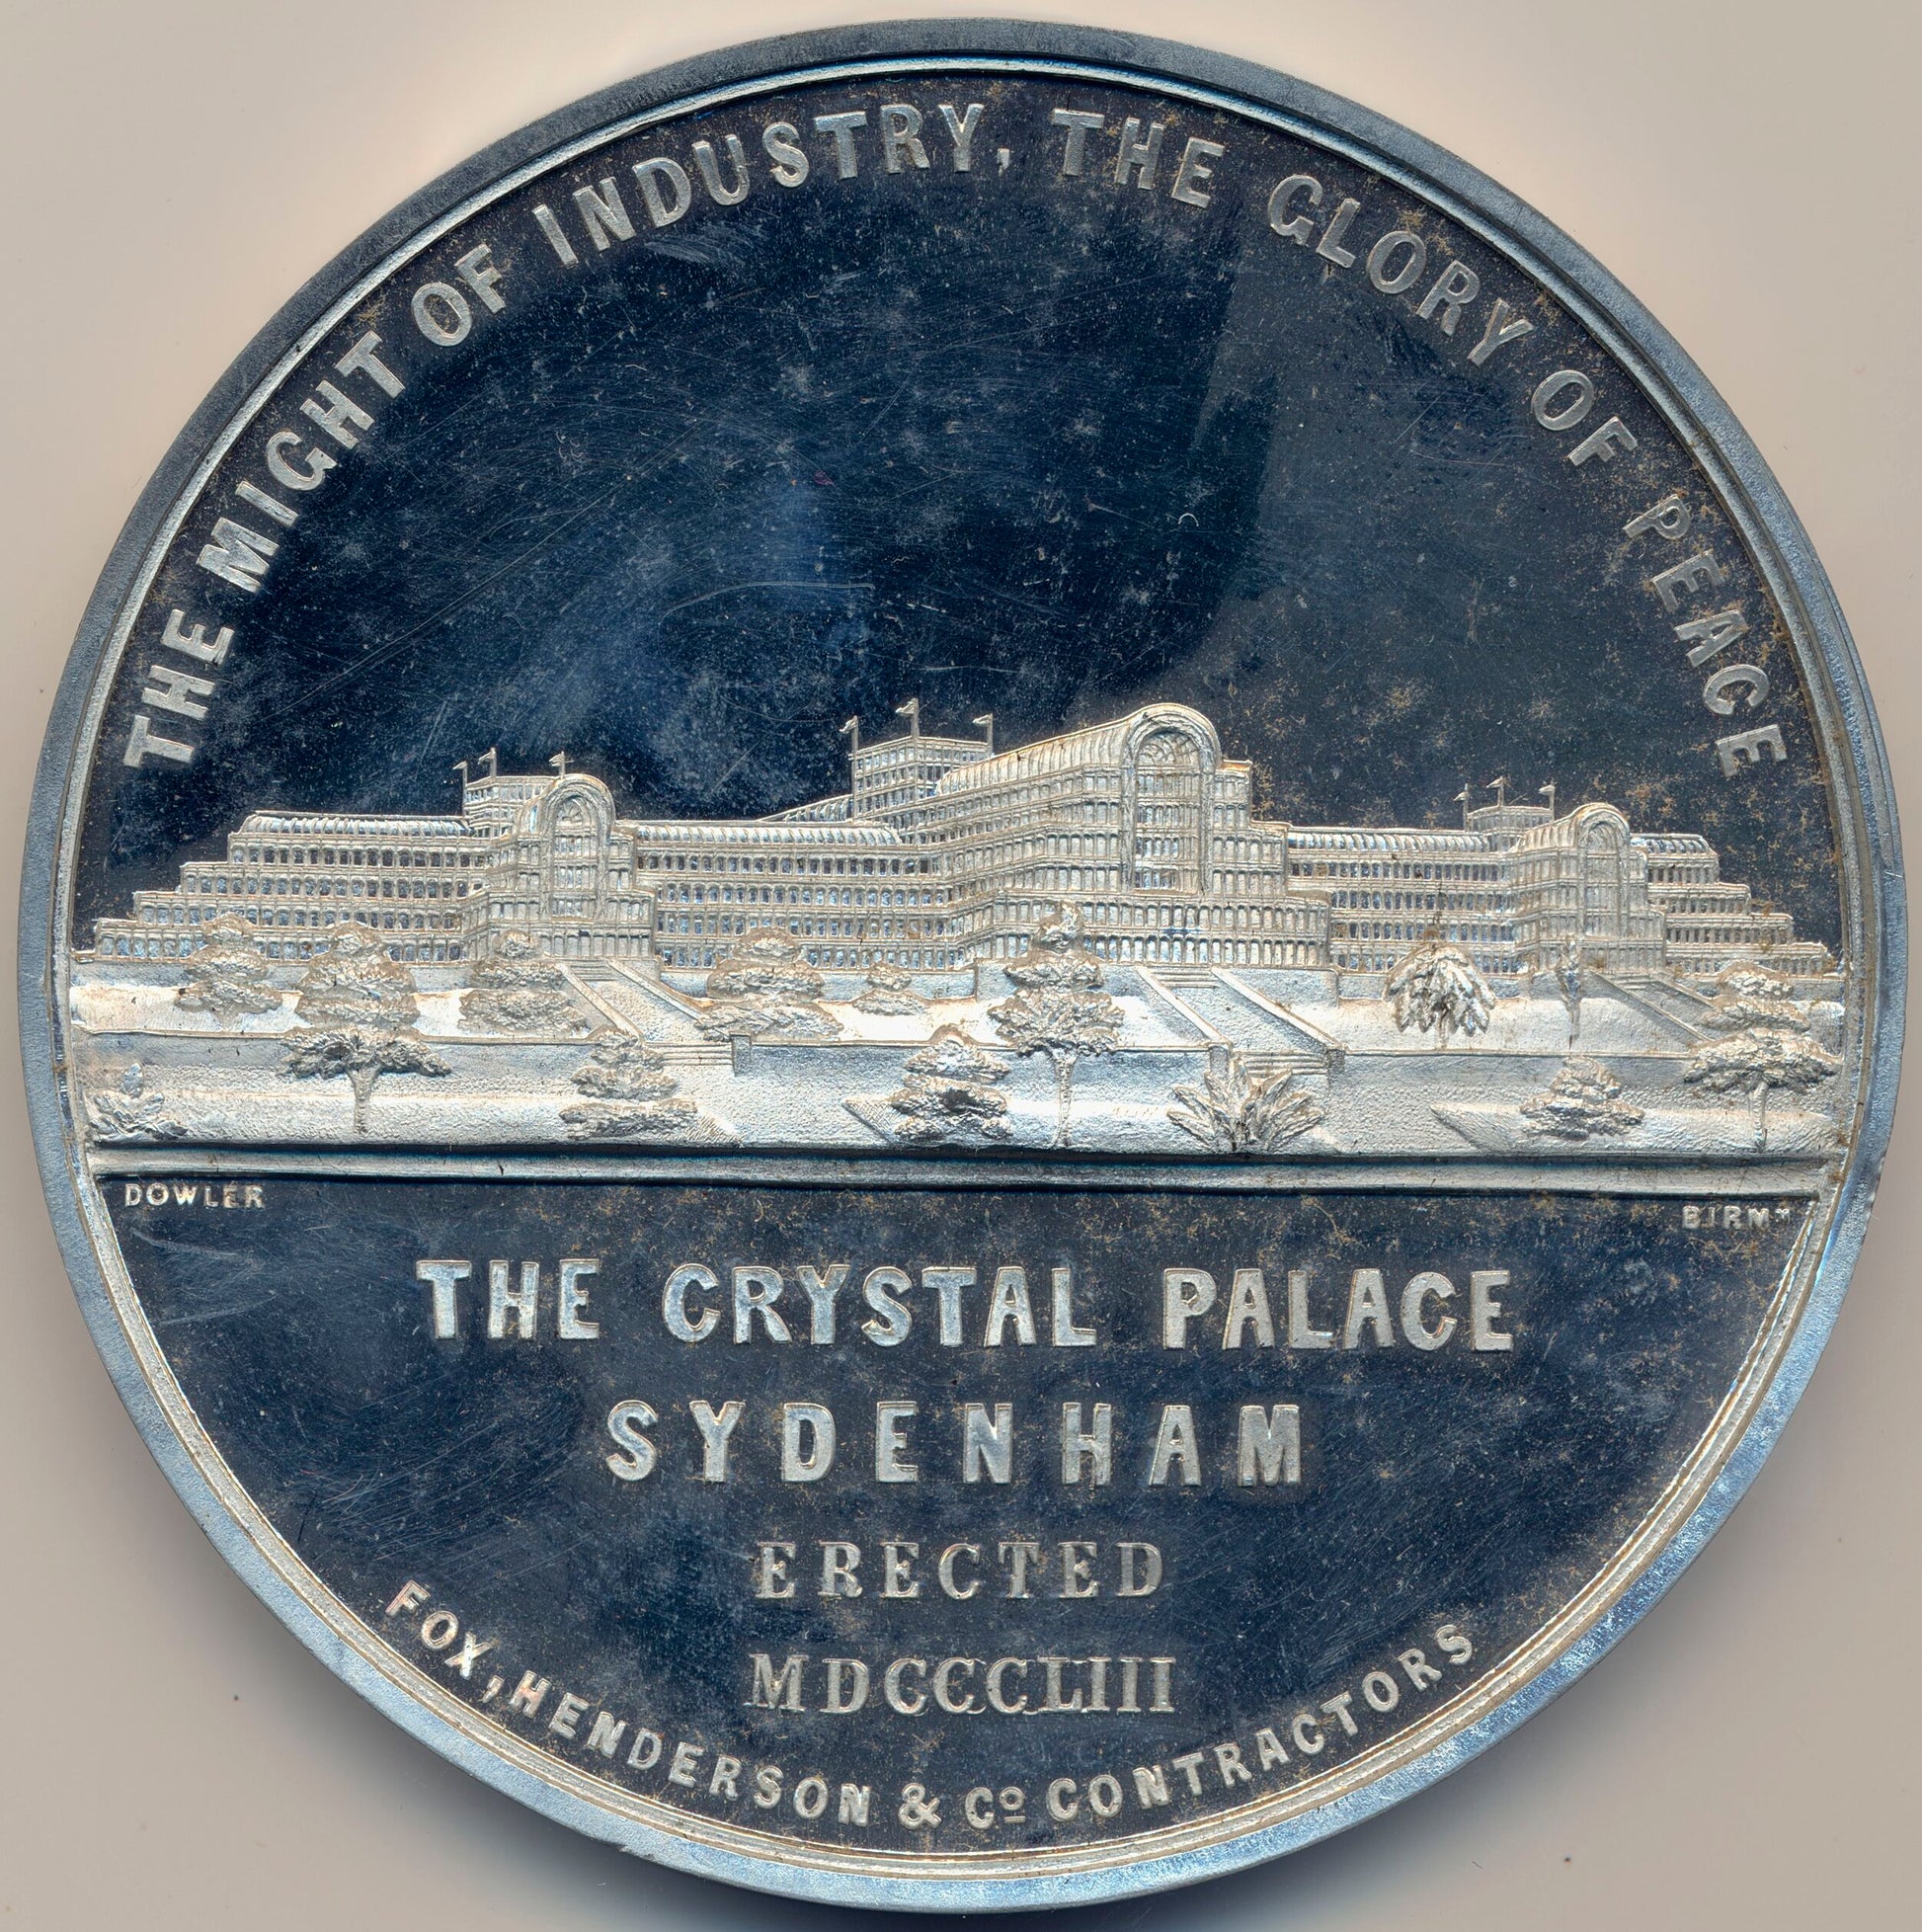 THE MIGHT OF INDUSTRY, THE GLORY OF PEACE
DOWLER
BIRMM
THE CRYSTAL PALACE
SYDENHAM
ERECTED
MDCCCLIII
FOX, HENDERSON & Co CONTRACTORS